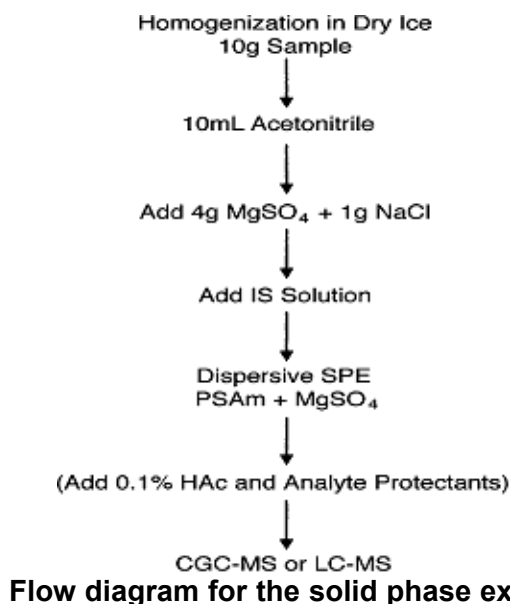 Homogenization in Dry Ice
10g Sample
10mL Acetonitrile
Add 4g MgSO₄ + 1g NaCl
Add IS Solution
Dispersive SPE
PSAm + MgSO₄
(Add 0.1% HAc and Analyte Protectants)
CGC-MS or LC-MS
Flow diagram for the solid phase ex